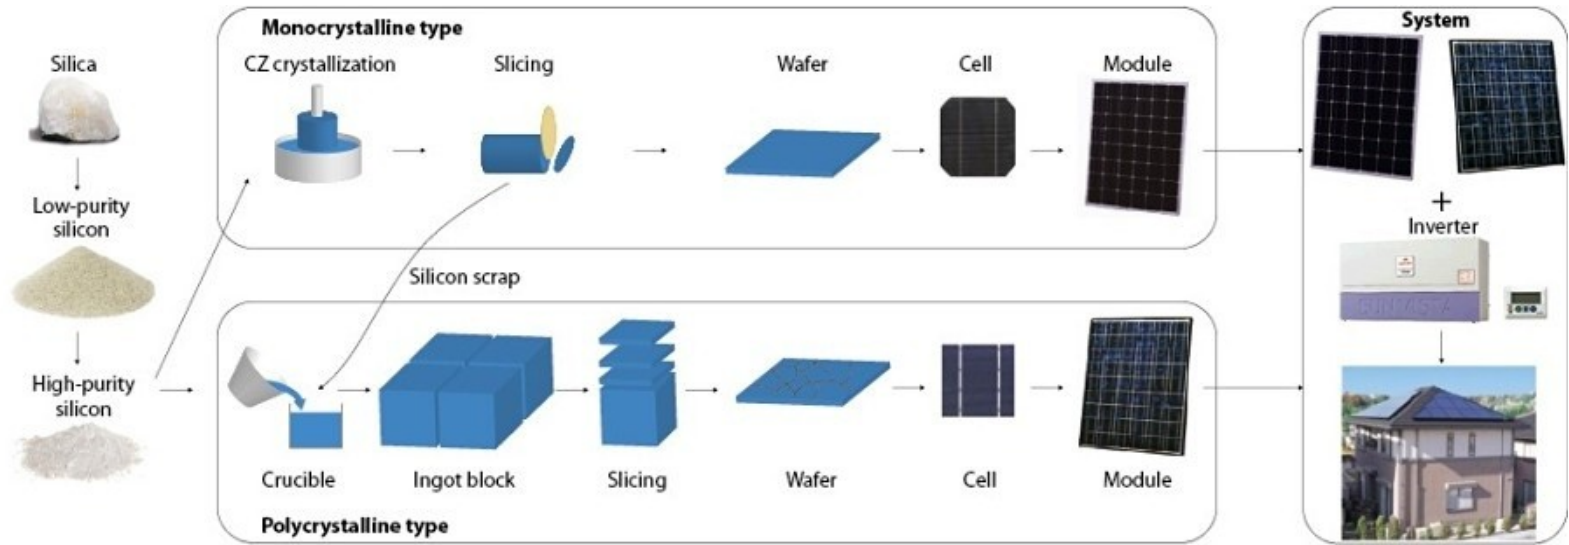 Silica
Low-purity
silicon
High-purity
silicon
Monocrystalline type
CZ crystallization
Slicing
Wafer
Cell
Module
Silicon scrap
Crucible
Ingot block
Slicing
Wafer
Cell
Module
Polycrystalline type
System
+
Inverter